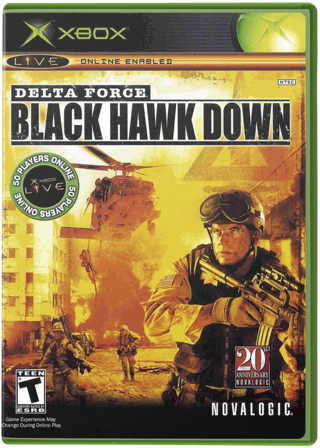 XBOX
LIVE ONLINE ENABLED
NTSC
DELTA FORCE
BLACK HAWK DOWN
50 PLAYERS ONLINE
XBOX
LIVE
50 PLAYERS ONLINE
20th
ANNIVERSARY
NOVALOGIC
TEEN
T
ESRB
NOVALOGIC
Game Experience May
Change During Online Play